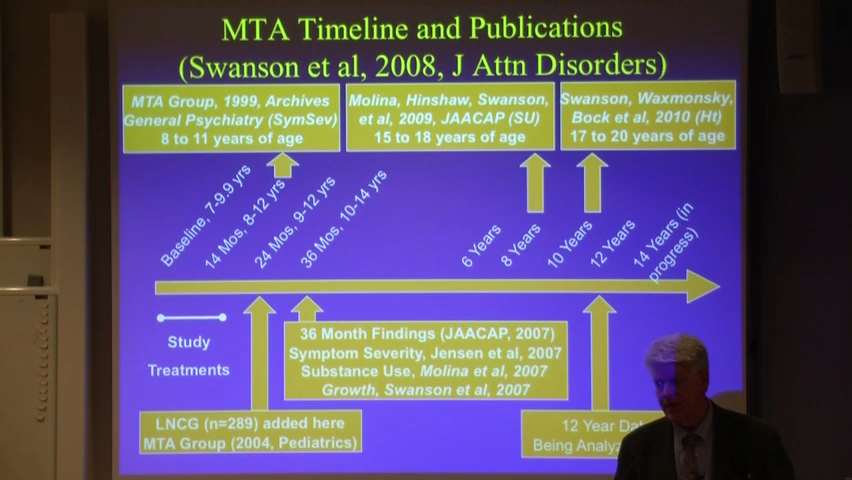 MTA Timeline and Publications
(Swanson et al, 2008, J Attn Disorders)
MTA Group, 1999, Archives
General Psychiatry (SymSev)
8 to 11 years of age
Molina, Hinshaw, Swanson,
et al, 2009, JAACAP (SU)
15 to 18 years of age
Swanson, Waxmonsky,
Bock et al, 2010 (Ht)
17 to 20 years of age
Baseline, 7-9.9 yrs
14 Mos, 8-12 yrs
24 Mos, 9-12 yrs
36 Mos, 10-14 yrs
6 Years
8 Years
10 Years
12 Years
14 Years (in
progress)
Study
Treatments
36 Month Findings (JAACAP, 2007)
Symptom Severity, Jensen et al, 2007
Substance Use, Molina et al, 2007
Growth, Swanson et al, 2007
LNCG (n=289) added here
MTA Group (2004, Pediatrics)
12 Year
Being